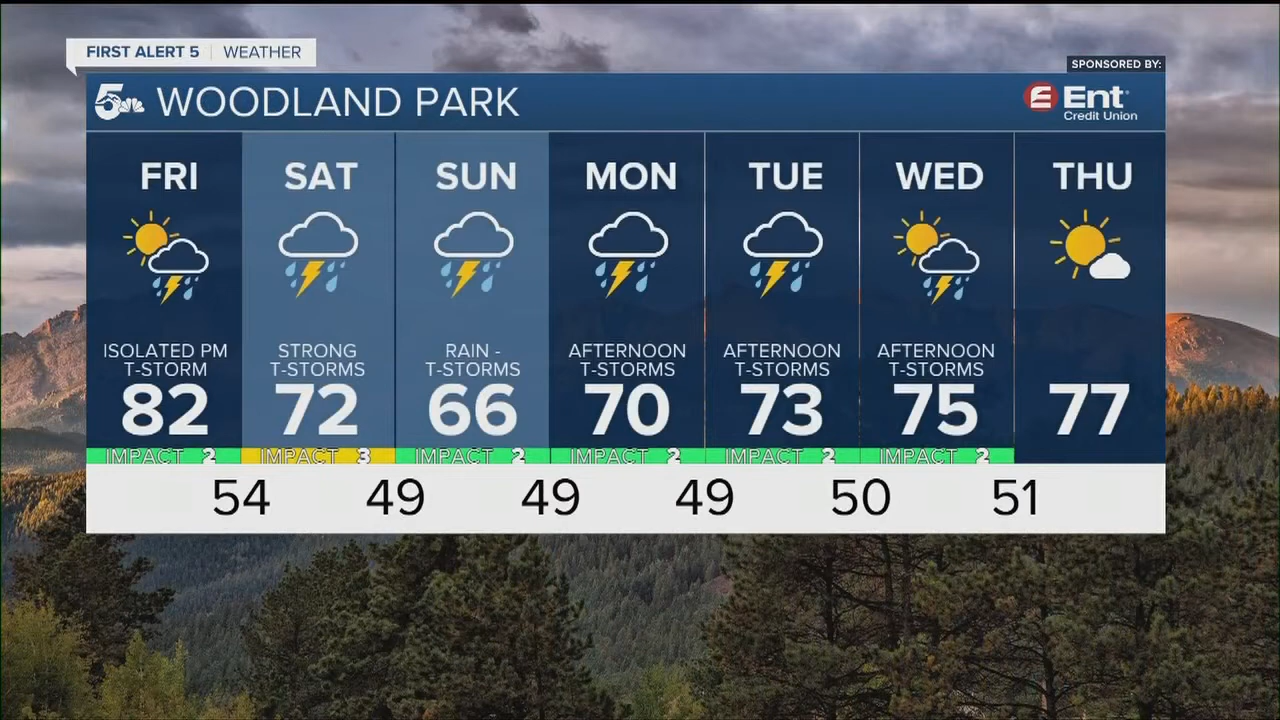 FIRST ALERT 5 WEATHER
SPONSORED BY:
5 WOODLAND PARK
Ent
Credit Union
FRI SAT SUN MON TUE WED THU
ISOLATED PM STRONG RAIN - AFTERNOON AFTERNOON AFTERNOON
T-STORM T-STORMS T-STORMS T-STORMS T-STORMS T-STORMS
82 72 66 70 73 75 77
IMPACT 2 IMPACT 3 IMPACT 2 IMPACT 2 IMPACT 2 IMPACT 2
54 49 49 49 50 51